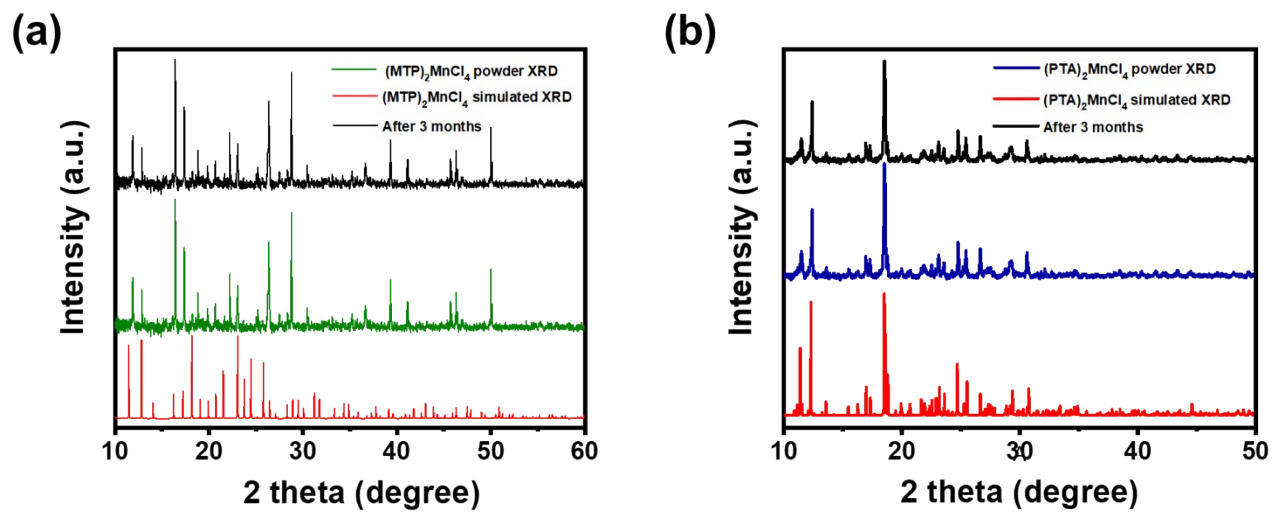 (a)
Intensity (a.u.)
(MTP)₂MnCl₄ powder XRD
(MTP)₂MnCl₄ simulated XRD
After 3 months
10 20 30 40 50 60
2 theta (degree)
(b)
Intensity (a.u.)
(PTA)₂MnCl₄ powder XRD
(PTA)₂MnCl₄ simulated XRD
After 3 months
10 20 30 40 50
2 theta (degree)